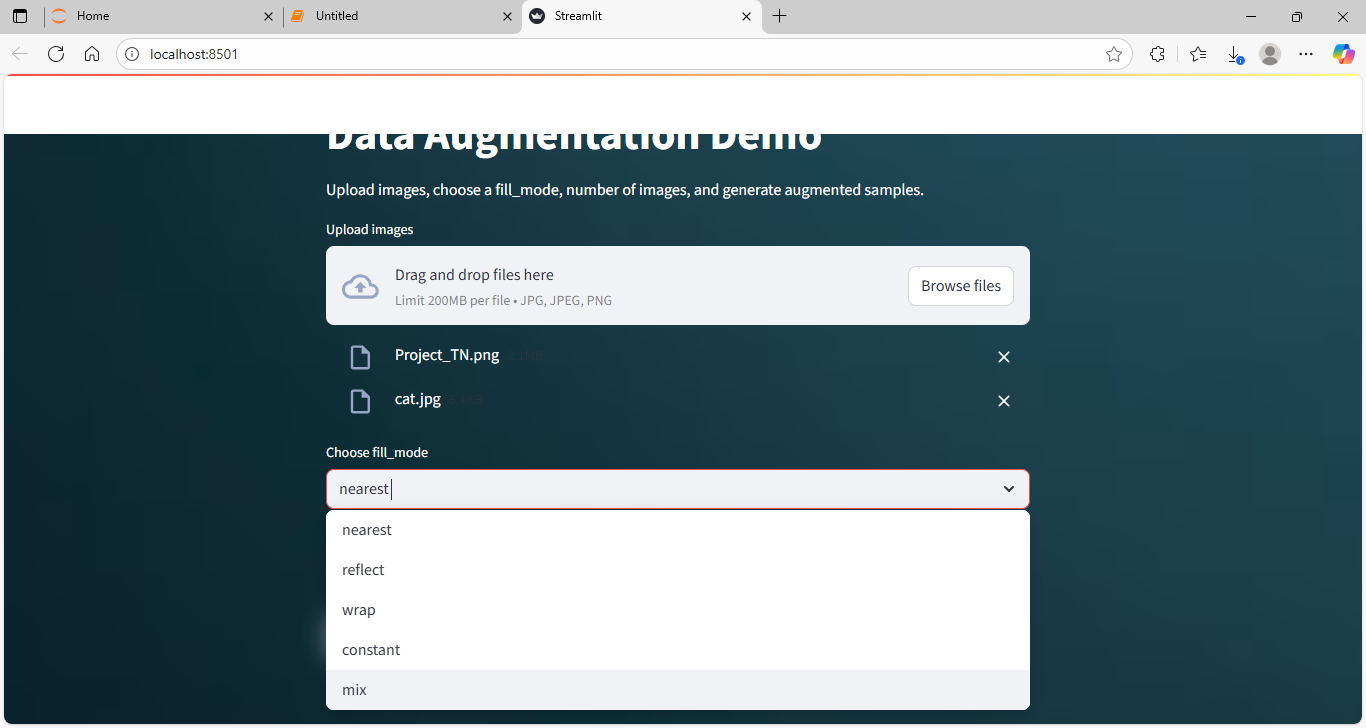 Home
Untitled
Streamlit
localhost:8501
Data Augmentation Demo
Upload images, choose a fill_mode, number of images, and generate augmented samples.
Upload images
Drag and drop files here
Limit 200MB per file • JPG, JPEG, PNG
Browse files
Project_TN.png
cat.jpg
Choose fill_mode
nearest
nearest
reflect
wrap
constant
mix